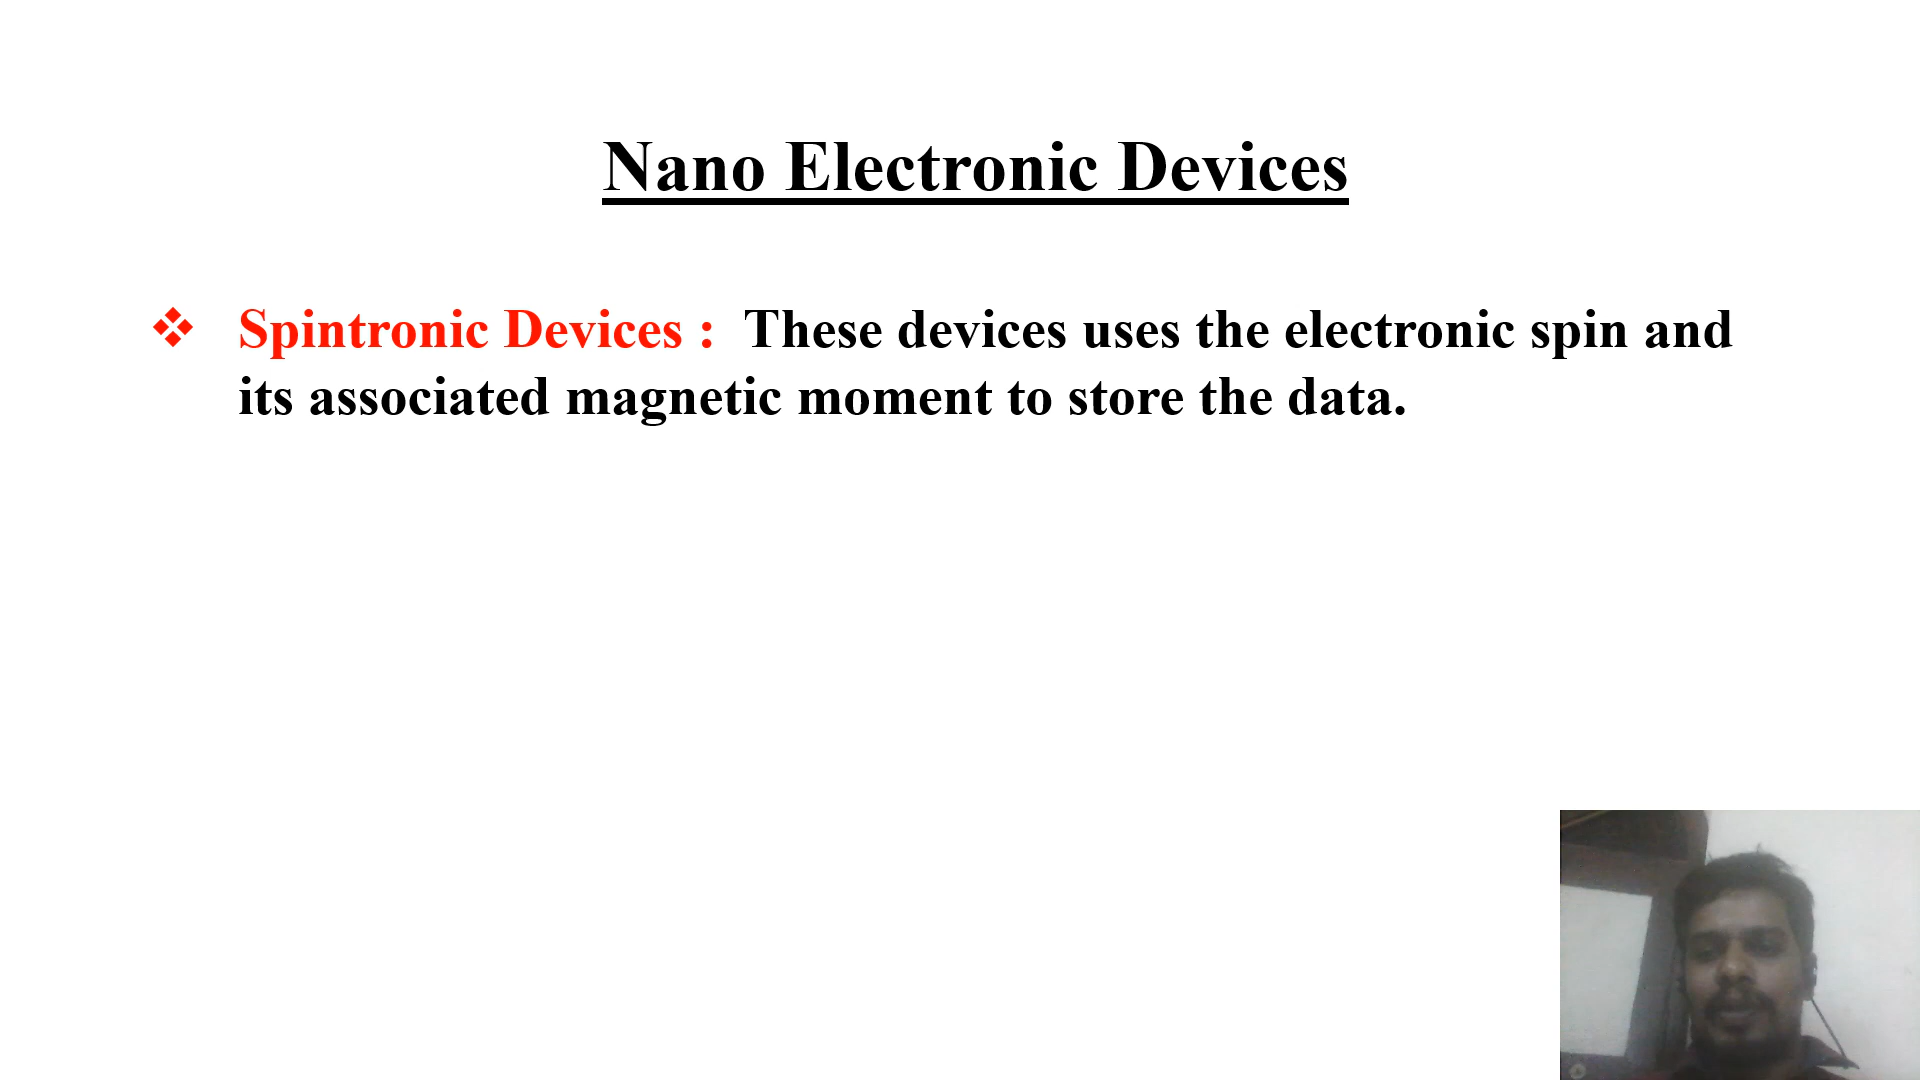 Nano Electronic Devices
❖ Spintronic Devices : These devices uses the electronic spin and
its associated magnetic moment to store the data.